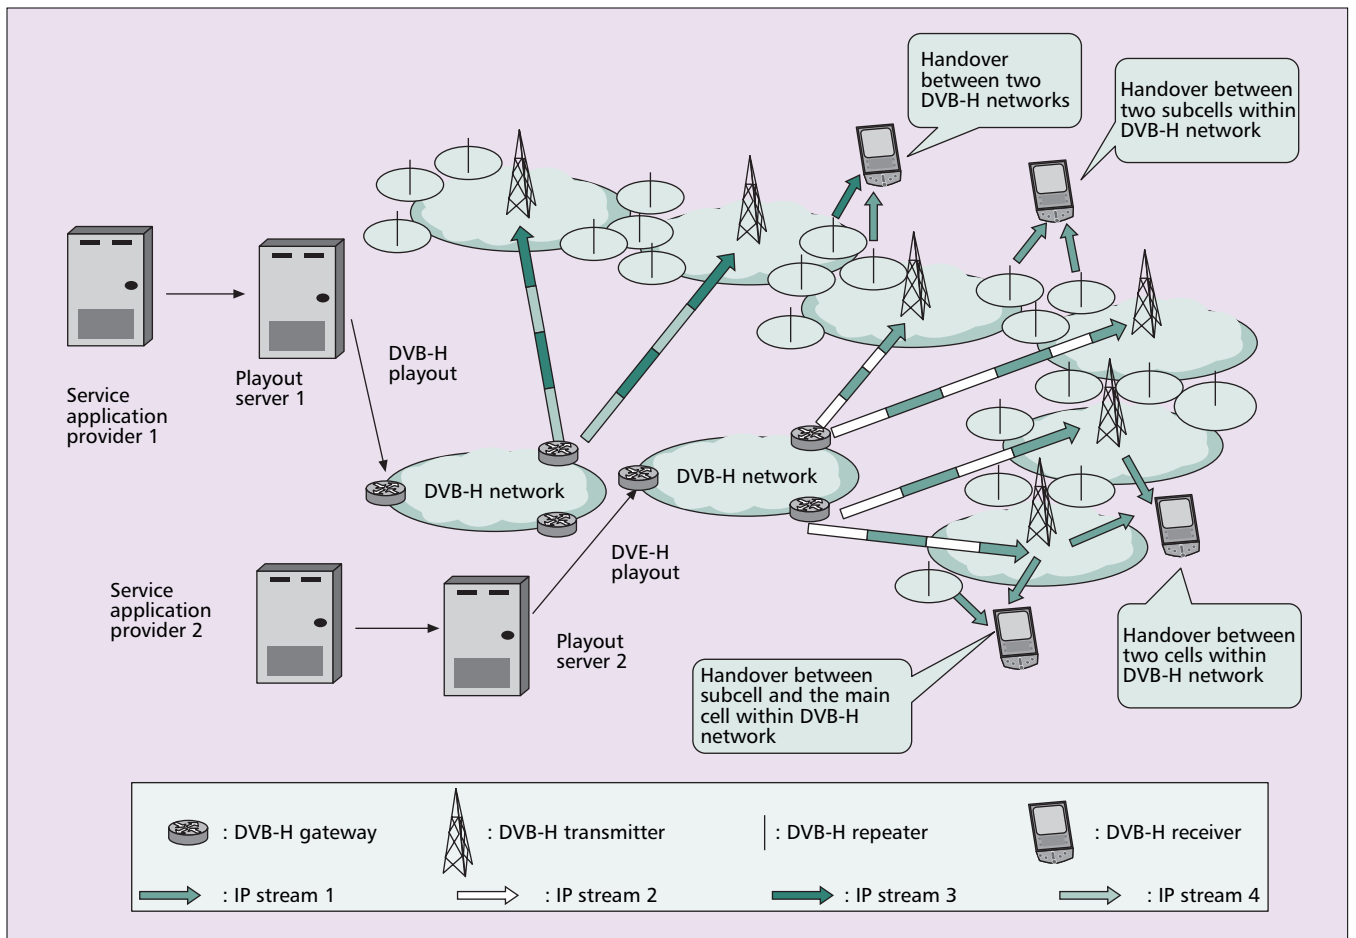 Handover
between two
DVB-H networks
Handover between
two subcells within
DVB-H network
Service
application
provider 1
Playout
server 1
DVB-H
playout
DVB-H network
DVB-H network
DVE-H
playout
Service
application
provider 2
Playout
server 2
Handover between
subcell and the main
cell within DVB-H
network
Handover between
two cells within
DVB-H network
: DVB-H gateway
: DVB-H transmitter
: DVB-H repeater
: DVB-H receiver
: IP stream 1
: IP stream 2
: IP stream 3
: IP stream 4